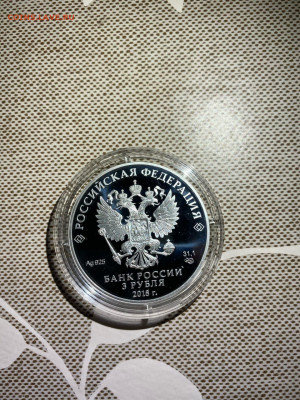 РОССИЙСКАЯ ФЕДЕРАЦИЯ
Ag 925
31,1
БАНК РОССИИ
3 РУБЛЯ
2018 г.